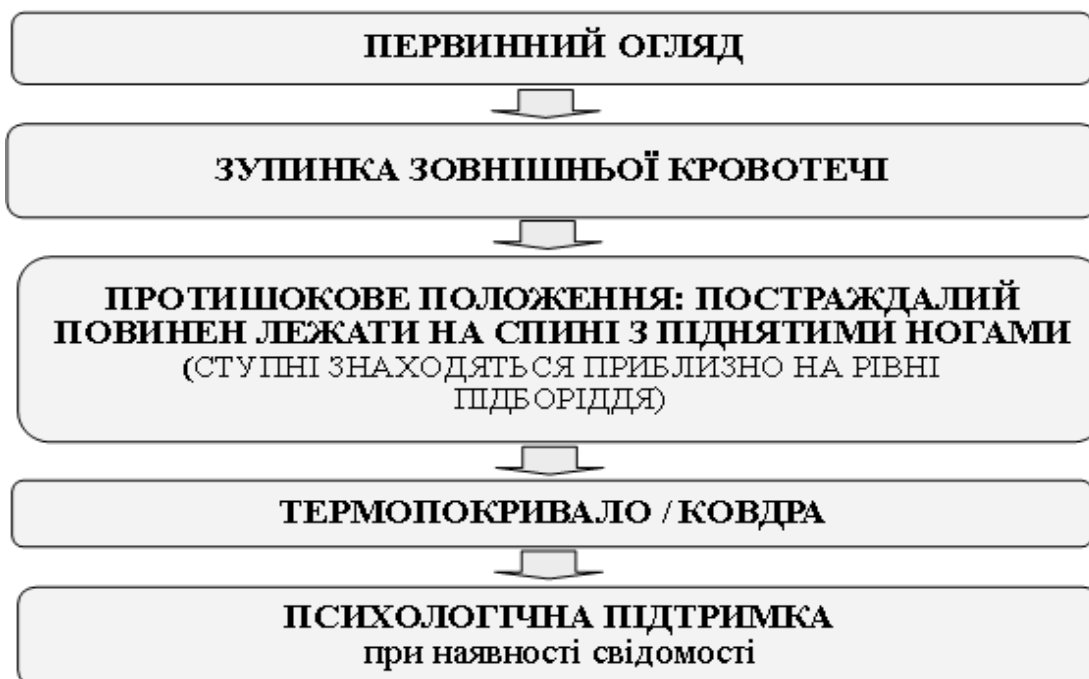 ПЕРВИННИЙ ОГЛЯД
ЗУПИНКА ЗОВНІШНЬОЇ КРОВОТЕЧІ
ПРОТИШОКОВЕ ПОЛОЖЕННЯ: ПОСТРАЖДАЛИЙ
ПОВИНЕН ЛЕЖАТИ НА СПИНІ З ПІДНЯТИМИ НОГАМИ
(СТУПНІ ЗНАХОДЯТЬСЯ ПРИБЛИЗНО НА РІВНІ
ПІДБОРІДДЯ)
ТЕРМОПОКРИВАЛО / КОВДРА
ПСИХОЛОГІЧНА ПІДТРИМКА
при наявності свідомості